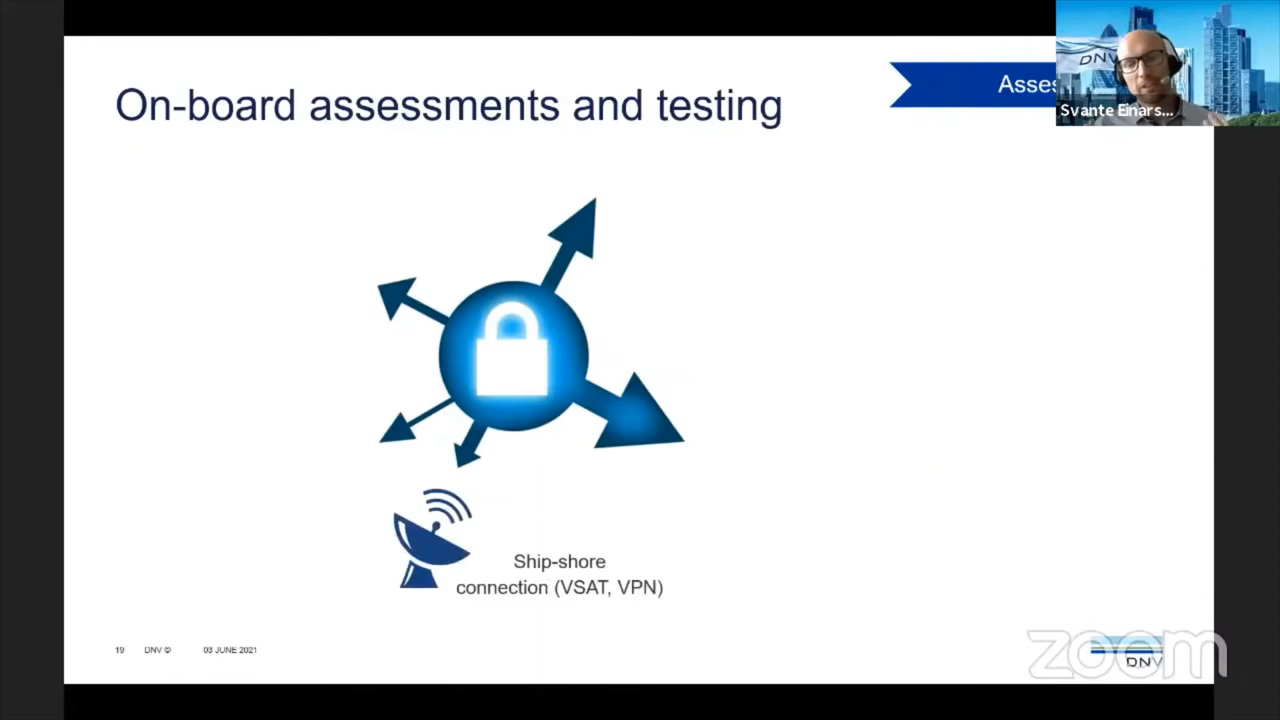 On-board assessments and testing
Asses
DNV
Svante Einars...
Ship-shore
connection (VSAT, VPN)
19 DNV © 03 JUNE 2021
zoom
DNV